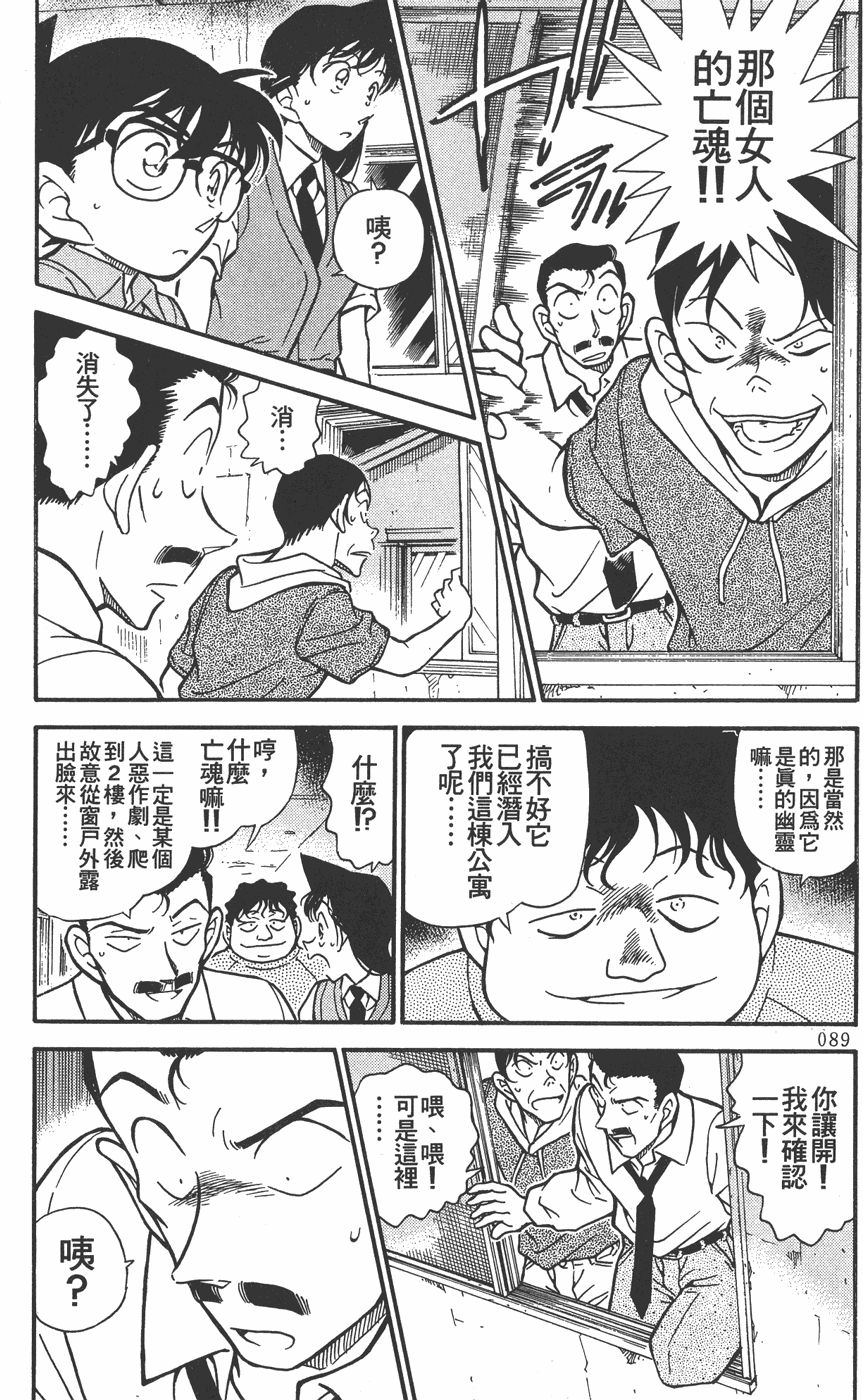 那個女人
的亡魂!!
咦?
消…
消失了……
那是當然
的，因為它
是真的幽靈
嘛……
搞不好它
已經潛入
我們這棟公寓
了呢……
什麼!?
哼，
什麼
亡魂嘛!!
這一定是某個
人惡作劇、爬
到2樓，然後
故意從窗戶外露
出臉來……
089
你讓開!
我來確認
一下!
喂、喂!
可是這裡
……
咦?